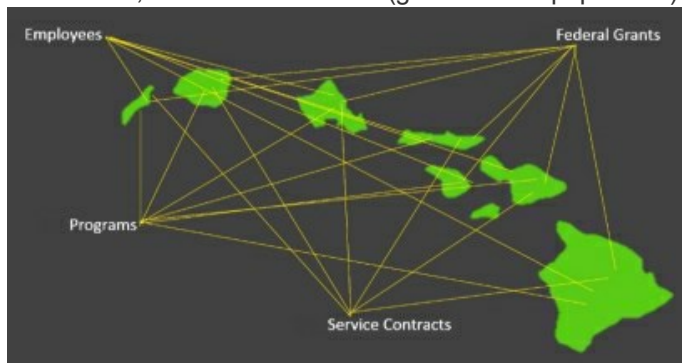 (g
Employees
Federal Grants
Programs
Service Contracts